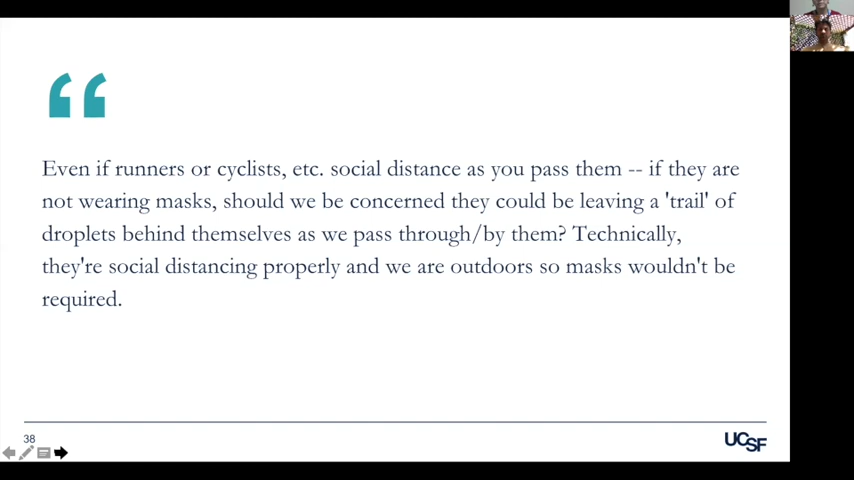 “
Even if runners or cyclists, etc. social distance as you pass them -- if they are
not wearing masks, should we be concerned they could be leaving a 'trail' of
droplets behind themselves as we pass through/by them? Technically,
they're social distancing properly and we are outdoors so masks wouldn't be
required.
38
UCSF